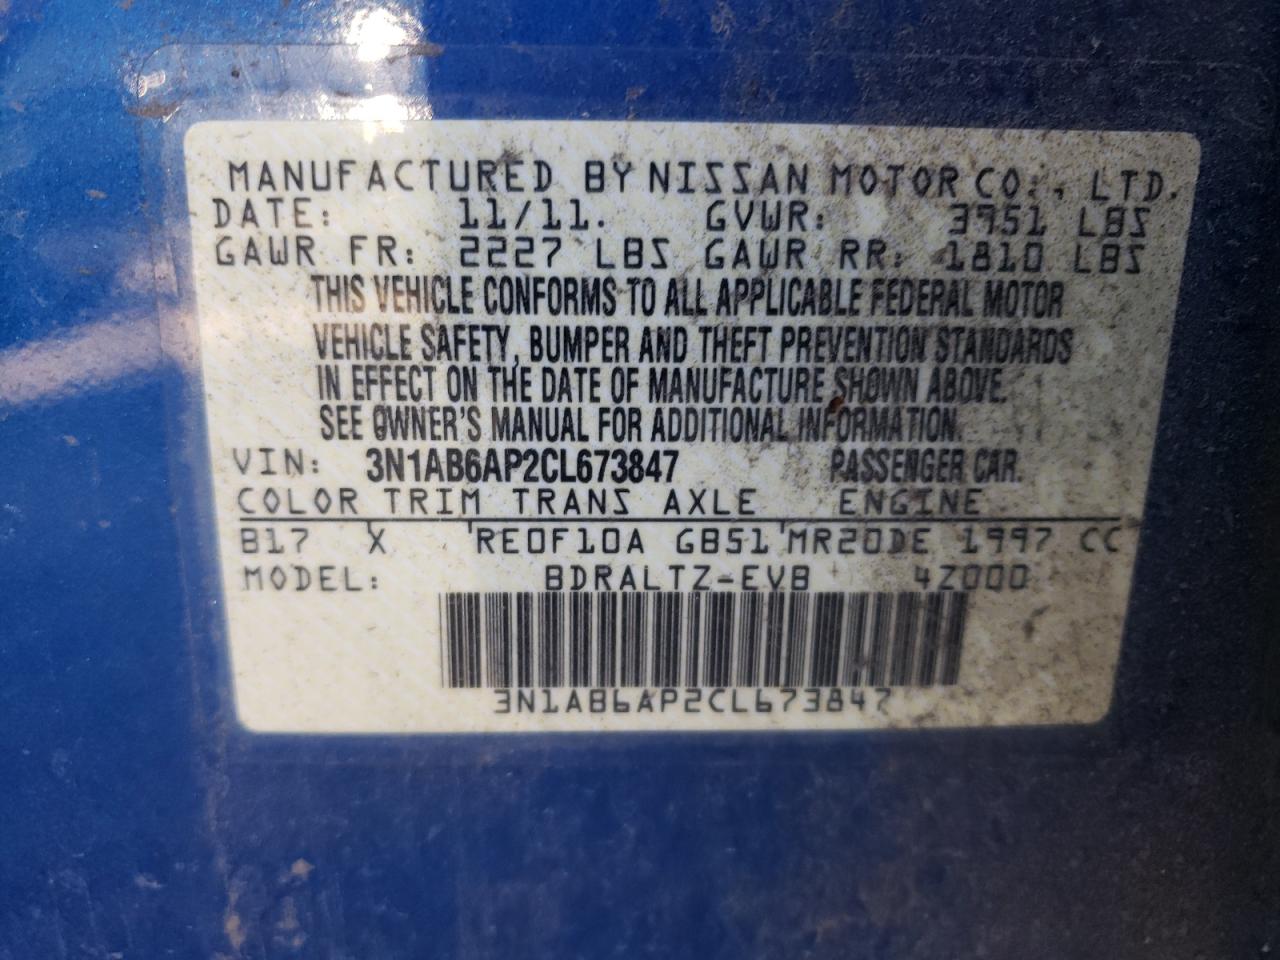 MANUFACTURED BY NISSAN MOTOR CO., LTD.
DATE: 11/11. GVWR: 3951 LBS
GAWR FR: 2227 LBS GAWR RR: 1810 LBS
THIS VEHICLE CONFORMS TO ALL APPLICABLE FEDERAL MOTOR
VEHICLE SAFETY, BUMPER AND THEFT PREVENTION STANDARDS
IN EFFECT ON THE DATE OF MANUFACTURE SHOWN ABOVE.
SEE OWNER'S MANUAL FOR ADDITIONAL INFORMATION.
VIN: 3N1AB6AP2CL673847 PASSENGER CAR.
COLOR TRIM TRANS AXLE ENGINE
B17 X RE0F10A GB51 MR20DE 1997 CC
MODEL: BDRALTZ-EVB 4Z000
3N1AB6AP2CL673847